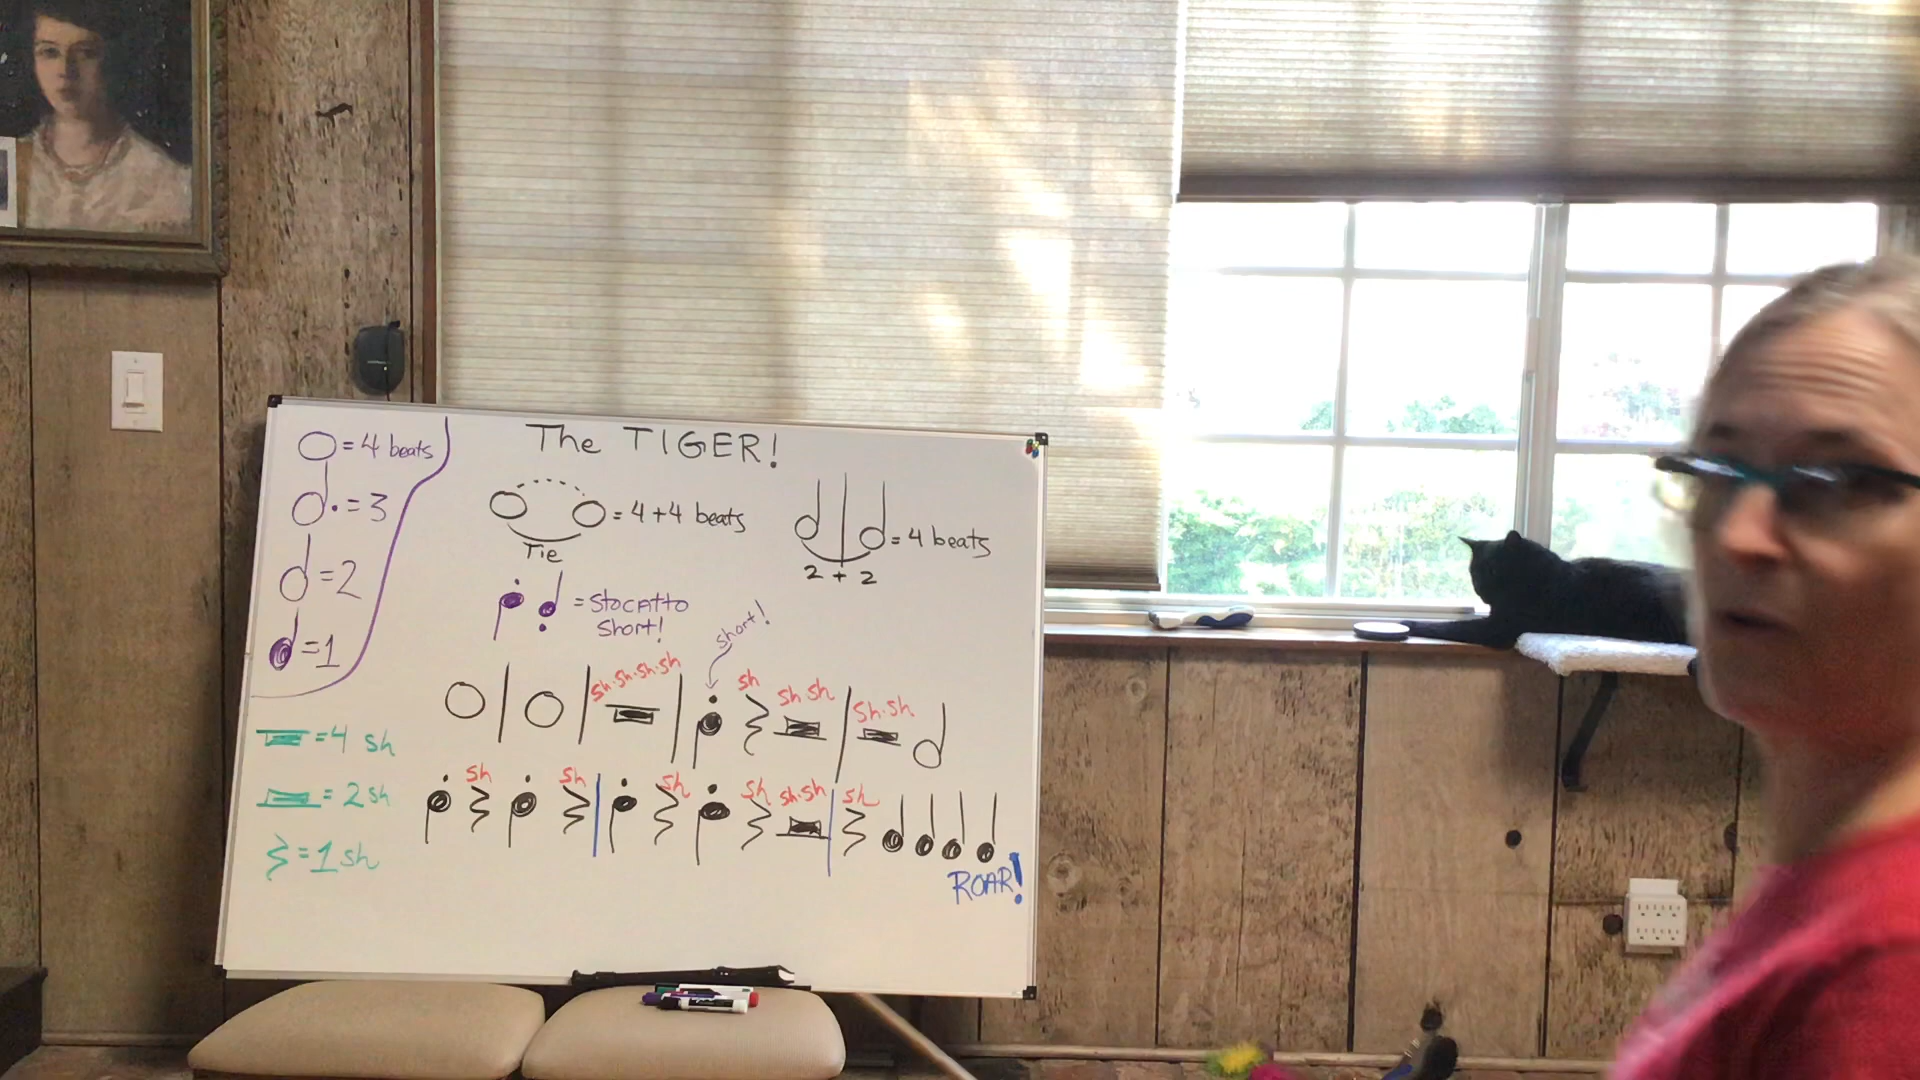 The TIGER!
= 4 beats
= 3
= 2
= 1
= 4 + 4 beats
Tie
= 4 beats
2 + 2
= STOCATTO
Short!
short!
sh. sh. sh. sh
sh
sh sh
sh. sh
= 4 sh
= 2 sh
= 1 sh
sh
sh
sh
sh
sh. sh
sh
ROAR!